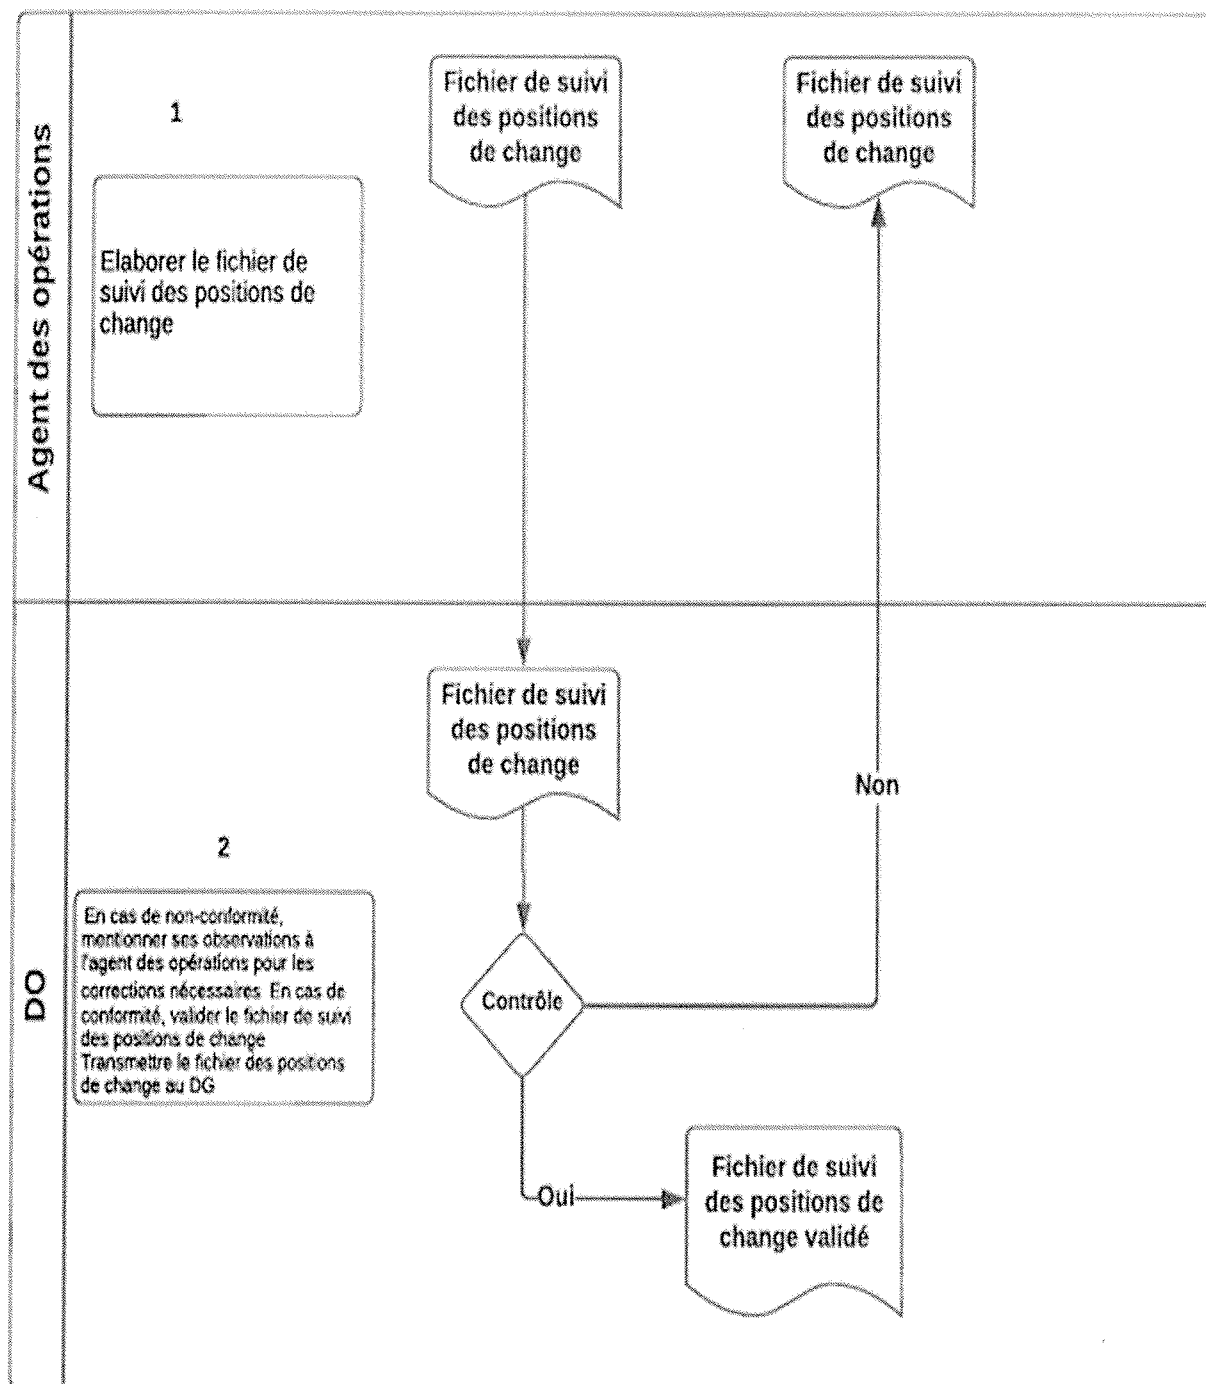 Agent des opérations
1
Elaborer le fichier de
suivi des positions de
change
Fichier de suivi
des positions
de change
Fichier de suivi
des positions
de change
DO
2
En cas de non-conformité,
mentionner ses observations à
l'agent des opérations pour les
corrections nécessaires. En cas de
conformité, valider le fichier de suivi
des positions de change
Transmettre le fichier des positions
de change au DG
Fichier de suivi
des positions
de change
Contrôle
Non
Oui
Fichier de suivi
des positions de
change validé